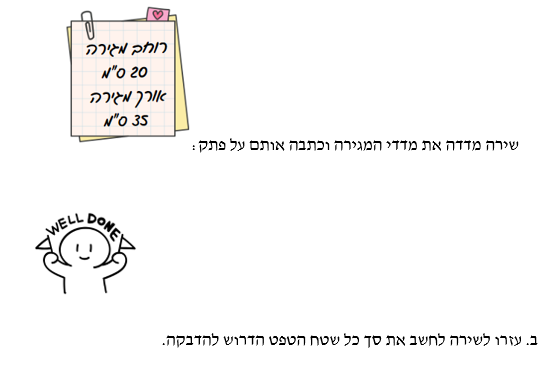 רוחב מגירה
20 ס"מ
אורך מגירה
35 ס"מ
שירה מדדה את מדדי המגירה וכתבה אותם על פתק:
WELL DONE
ב. עזרו לשירה לחשב את סך כל שטח הטפט הדרוש להדבקה.